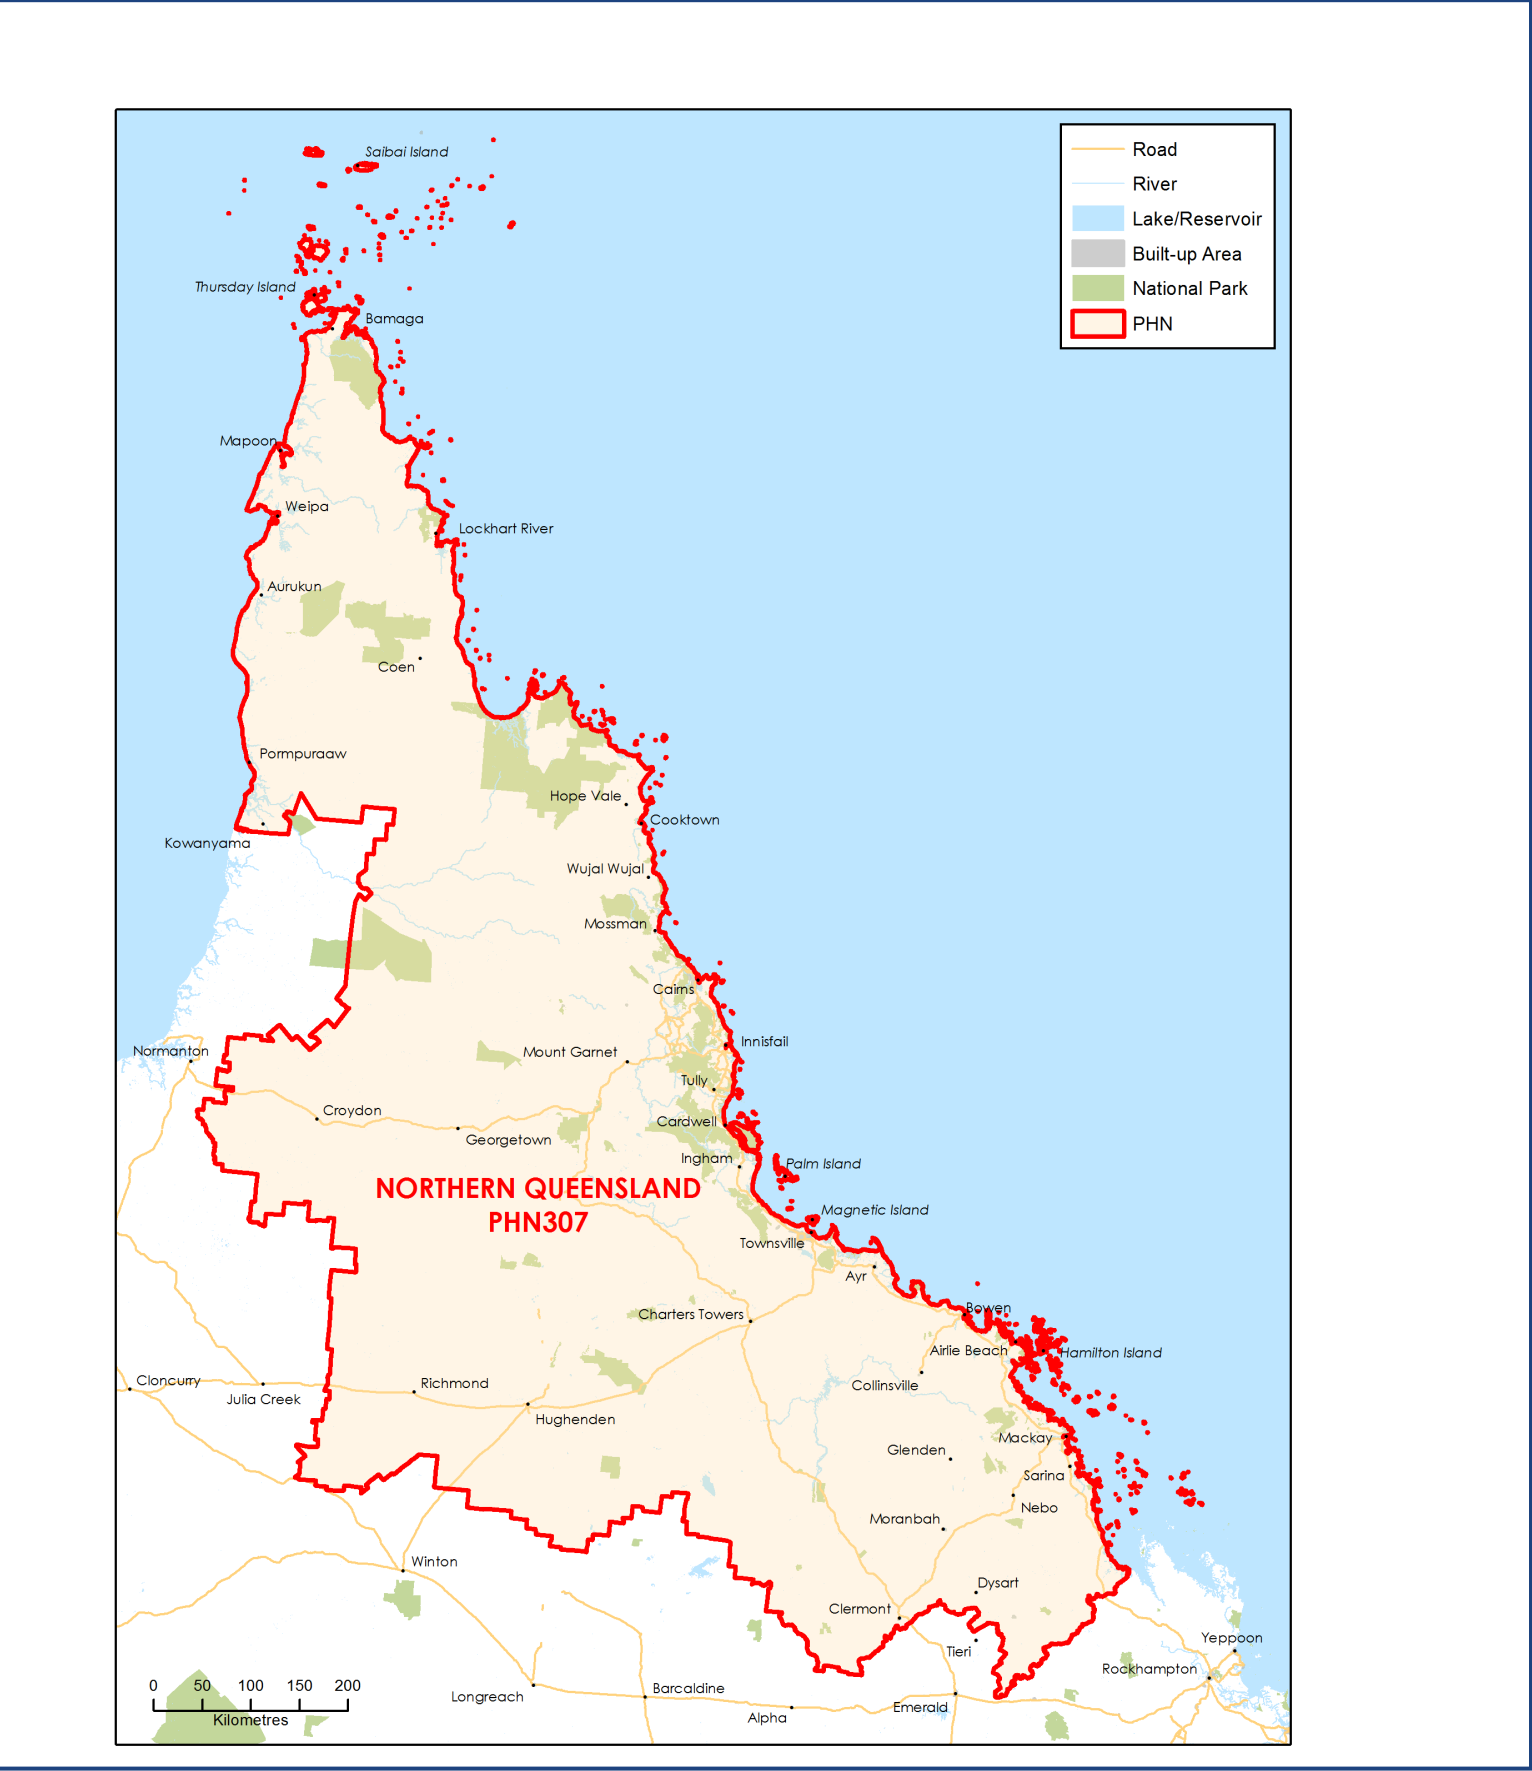 Saibai Island
Road
River
Lake/Reservoir
Built-up Area
National Park
PHN
Thursday Island
Bamaga
Mapoon
Weipa
Lockhart River
Aurukun
Coen
Pormpuraaw
Hope Vale
Cooktown
Kowanyama
Wujal Wujal
Mossman
Cairns
Normanton
Mount Garnet
Innisfail
Tully
Croydon
Cardwell
Georgetown
Ingham
Palm Island
NORTHERN QUEENSLAND
PHN307
Magnetic Island
Townsville
Ayr
Bowen
Charters Towers
Airlie Beach
Hamilton Island
Cloncurry
Julia Creek
Richmond
Collinsville
Hughenden
Mackay
Glenden
Sarina
Nebo
Moranbah
Winton
Dysart
Clermont
Tieri
Yeppoon
Rockhampton
0 50 100 150 200
Kilometres
Longreach
Barcaldine
Alpha
Emerald